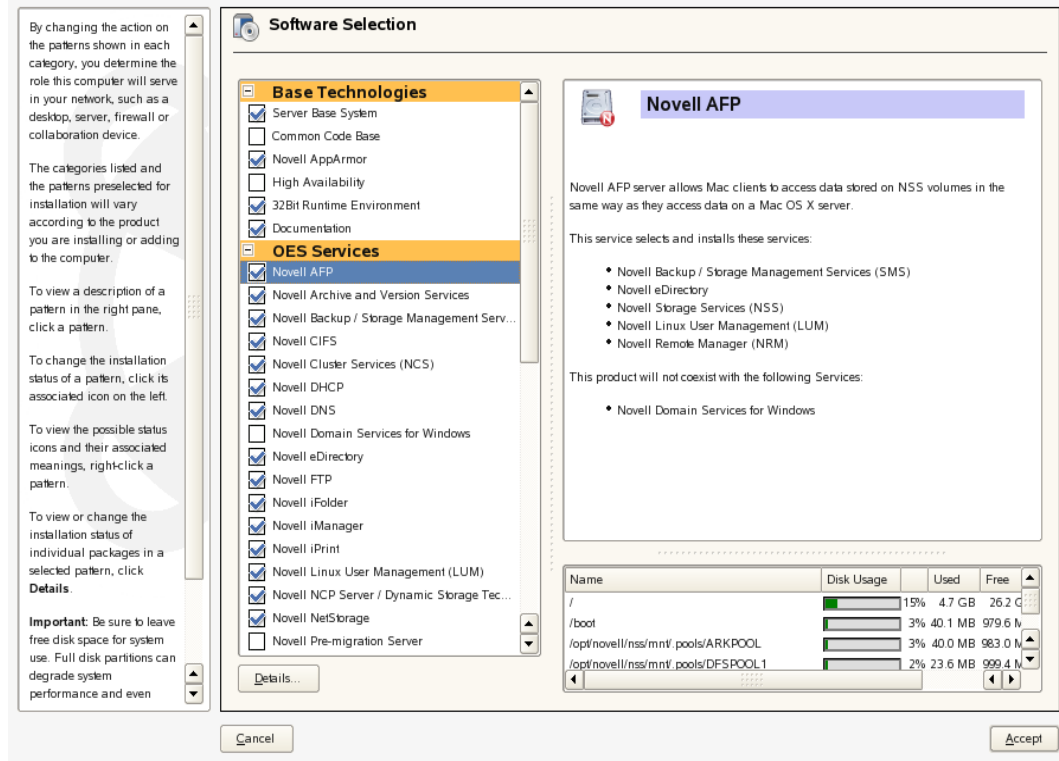 By changing the action on
the patterns shown in each
category, you determine the
role this computer will serve
in your network, such as a
desktop, server, firewall or
collaboration device.
The categories listed and
the patterns preselected for
installation will vary
according to the product
you are installing or adding
to the computer.
To view a description of a
pattern in the right pane,
click a pattern.
To change the installation
status of a pattern, click its
associated icon on the left.
To view the possible status
icons and their associated
meanings, right-click a
pattern.
To view or change the
installation status of
individual packages in a
selected pattern, click
Details.
Important: Be sure to leave
free disk space for system
use. Full disk partitions can
degrade system
performance and even
Software Selection
Base Technologies
Server Base System
Common Code Base
Novell AppArmor
High Availability
32Bit Runtime Environment
Documentation
OES Services
Novell AFP
Novell Archive and Version Services
Novell Backup / Storage Management Serv...
Novell CIFS
Novell Cluster Services (NCS)
Novell DHCP
Novell DNS
Novell Domain Services for Windows
Novell eDirectory
Novell FTP
Novell iFolder
Novell iManager
Novell iPrint
Novell Linux User Management (LUM)
Novell NCP Server / Dynamic Storage Tec...
Novell NetStorage
Novell Pre-migration Server
Details...
N
Novell AFP
Novell AFP server allows Mac clients to access data stored on NSS volumes in the
same way as they access data on a Mac OS X server.
This service selects and installs these services:
• Novell Backup / Storage Management Services (SMS)
• Novell eDirectory
• Novell Storage Services (NSS)
• Novell Linux User Management (LUM)
• Novell Remote Manager (NRM)
This product will not coexist with the following Services:
• Novell Domain Services for Windows
Name Disk Usage Used Free
/ 15% 4.7 GB 26.2 G
/boot 3% 40.1 MB 979.6 M
/opt/novell/nss/mnt/.pools/ARKPOOL 3% 40.0 MB 983.0 M
/opt/novell/nss/mnt/.pools/DFSPOOL1 2% 23.6 MB 999.4 M
Cancel
Accept